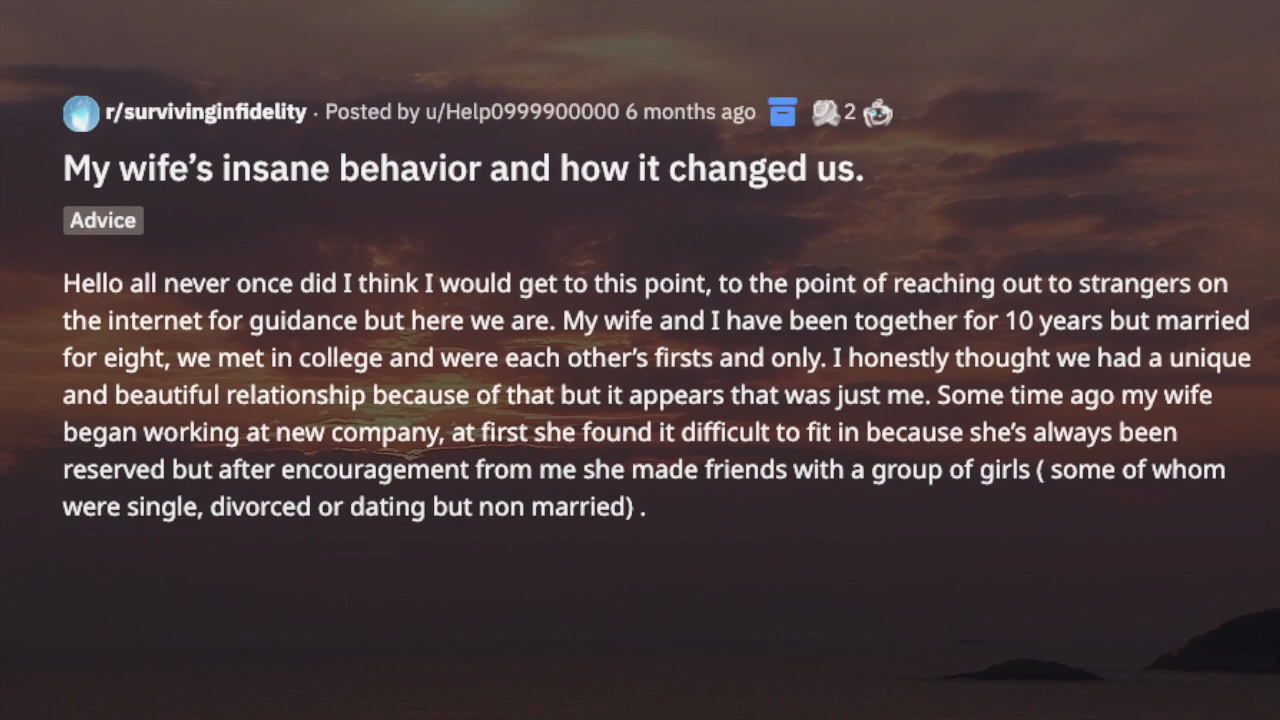 r/survivinginfidelity · Posted by u/Help0999900000 6 months ago 2
My wife’s insane behavior and how it changed us.
Advice
Hello all never once did I think I would get to this point, to the point of reaching out to strangers on
the internet for guidance but here we are. My wife and I have been together for 10 years but married
for eight, we met in college and were each other’s firsts and only. I honestly thought we had a unique
and beautiful relationship because of that but it appears that was just me. Some time ago my wife
began working at new company, at first she found it difficult to fit in because she’s always been
reserved but after encouragement from me she made friends with a group of girls ( some of whom
were single, divorced or dating but non married) .